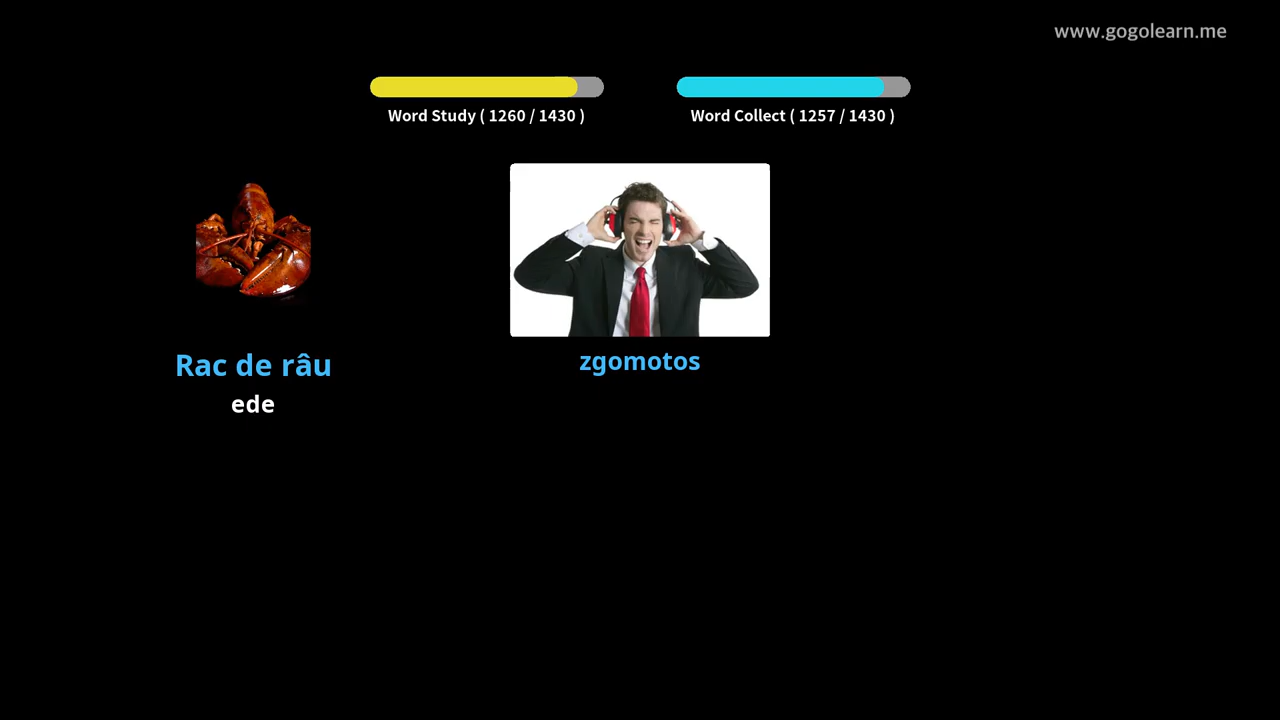 www.gogolearn.me
Word Study ( 1260 / 1430 )
Word Collect ( 1257 / 1430 )
Rac de râu
ede
zgomotos